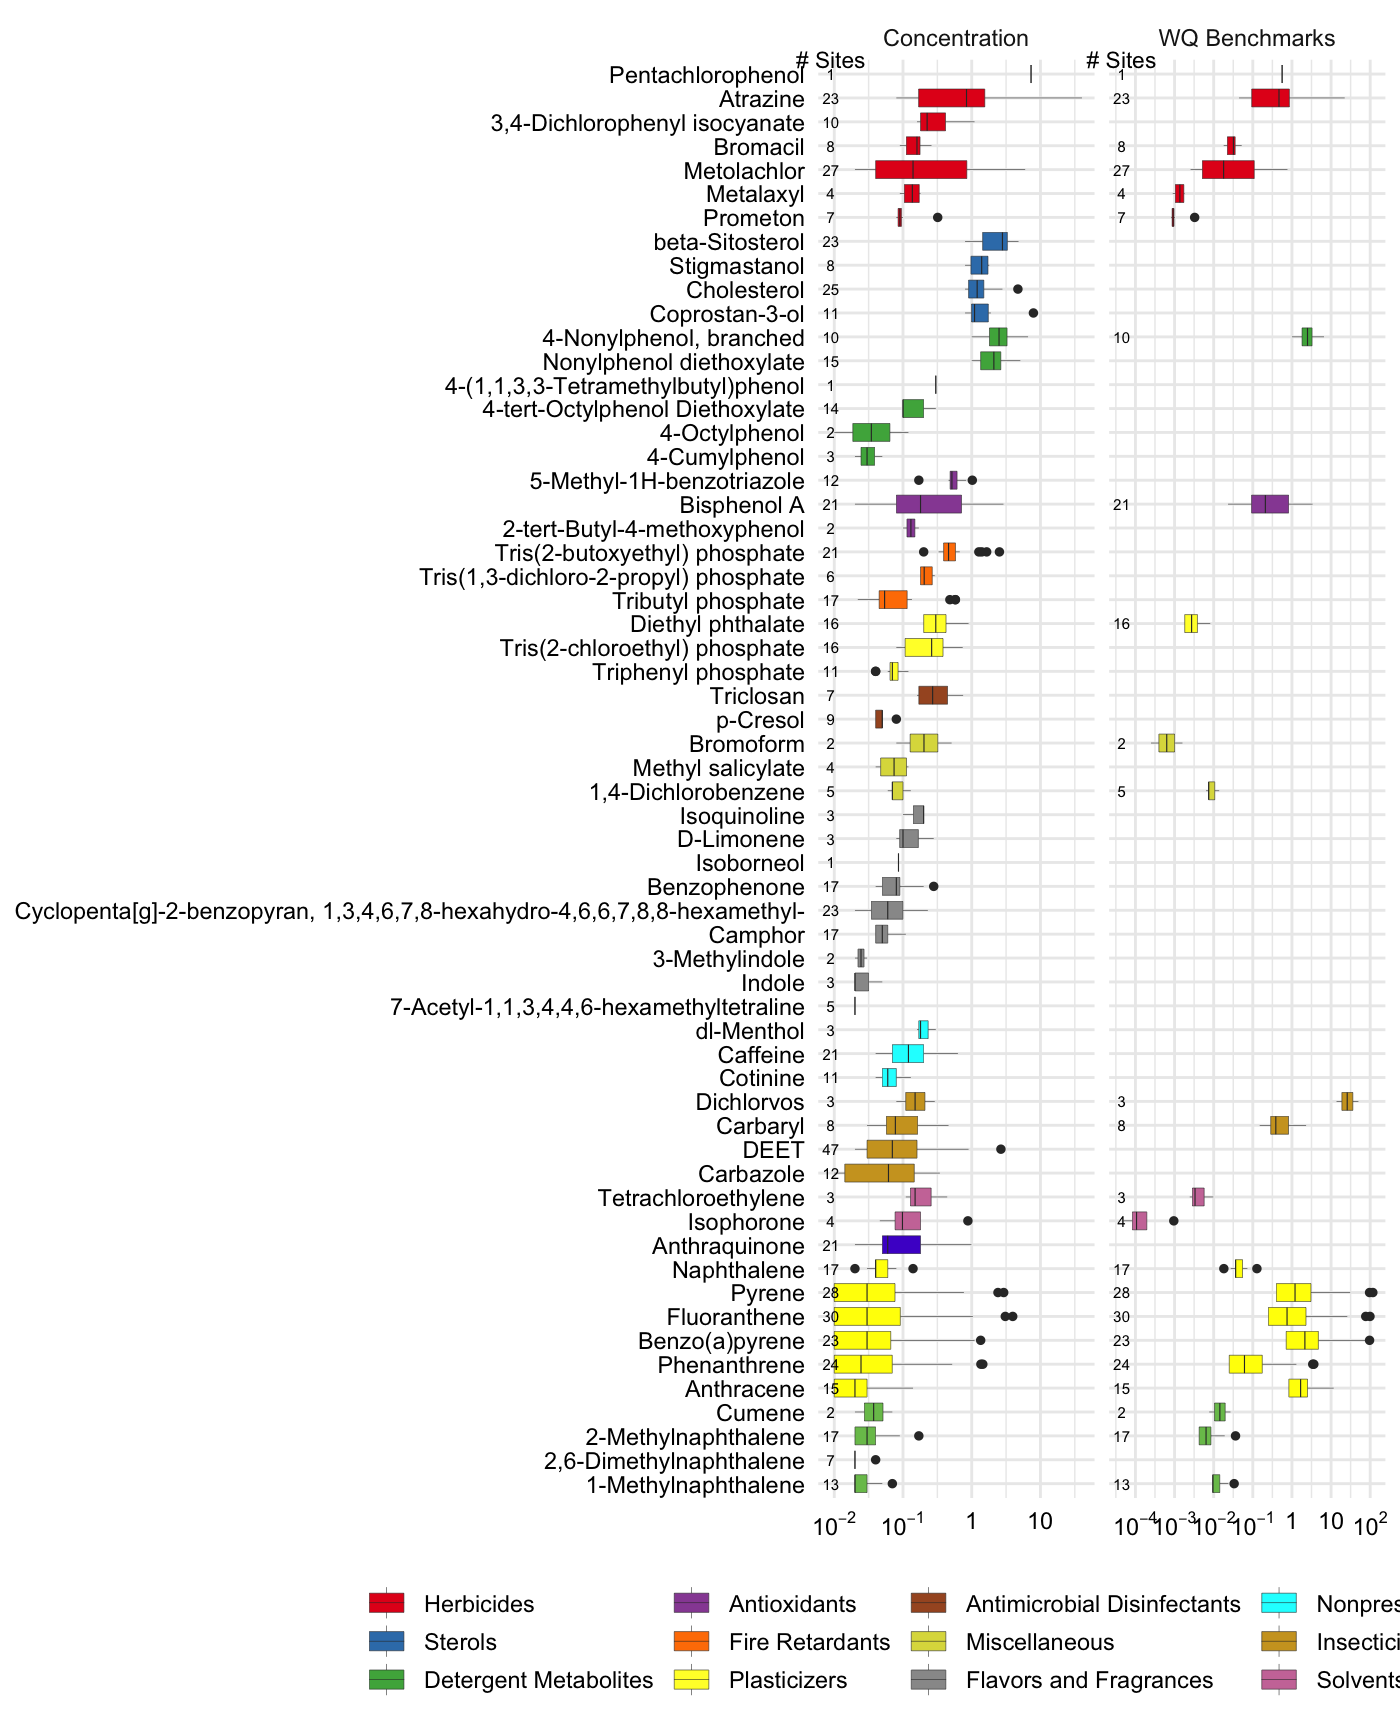 Concentration WQ Benchmarks
# Sites # Sites
Pentachlorophenol 1 1
Atrazine 23 23
3,4-Dichlorophenyl isocyanate 10
Bromacil 8 8
Metolachlor 27 27
Metalaxyl 4 4
Prometon 7 7
beta-Sitosterol 23
Stigmastanol 8
Cholesterol 25
Coprostan-3-ol 11
4-Nonylphenol, branched 10 10
Nonylphenol diethoxylate 15
4-(1,1,3,3-Tetramethylbutyl)phenol 1
4-tert-Octylphenol Diethoxylate 14
4-Octylphenol 2
4-Cumylphenol 3
5-Methyl-1H-benzotriazole 12
Bisphenol A 21 21
2-tert-Butyl-4-methoxyphenol 2
Tris(2-butoxyethyl) phosphate 21
Tris(1,3-dichloro-2-propyl) phosphate 6
Tributyl phosphate 17
Diethyl phthalate 16 16
Tris(2-chloroethyl) phosphate 16
Triphenyl phosphate 11
Triclosan 7
p-Cresol 9
Bromoform 2 2
Methyl salicylate 4
1,4-Dichlorobenzene 5 5
Isoquinoline 3
D-Limonene 3
Isoborneol 1
Benzophenone 17
Cyclopenta[g]-2-benzopyran, 1,3,4,6,7,8-hexahydro-4,6,6,7,8,8-hexamethyl- 23
Camphor 17
3-Methylindole 2
Indole 3
7-Acetyl-1,1,3,4,4,6-hexamethyltetraline 5
dl-Menthol 3
Caffeine 21
Cotinine 11
Dichlorvos 3 3
Carbaryl 8 8
DEET 47
Carbazole 12
Tetrachloroethylene 3 3
Isophorone 4 4
Anthraquinone 21
Naphthalene 17 17
Pyrene 28 28
Fluoranthene 30 30
Benzo(a)pyrene 23 23
Phenanthrene 24 24
Anthracene 15 15
Cumene 2 2
2-Methylnaphthalene 17 17
2,6-Dimethylnaphthalene 7
1-Methylnaphthalene 13 13
10⁻² 10⁻¹ 1 10 10⁻⁴ 10⁻³ 10⁻² 10⁻¹ 1 10 10²
Herbicides Antioxidants Antimicrobial Disinfectants Nonpres
Sterols Fire Retardants Miscellaneous Insectici
Detergent Metabolites Plasticizers Flavors and Fragrances Solvents